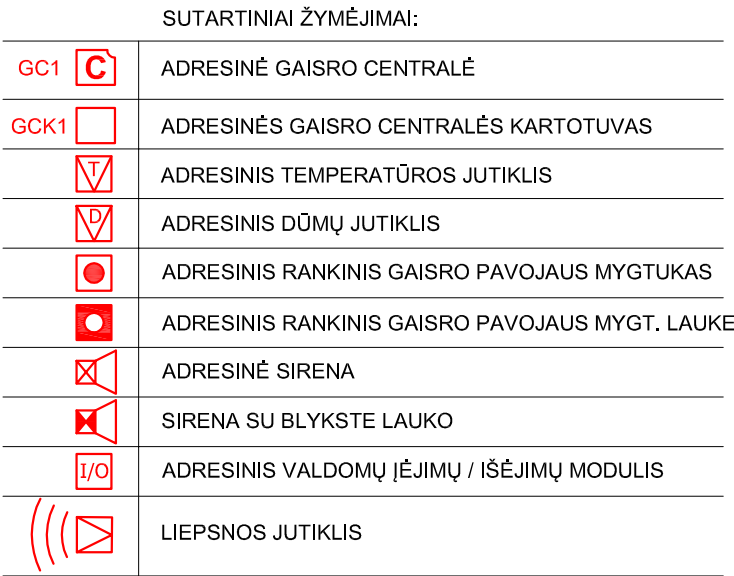 SUTARTINIAI ŽYMĖJIMAI:
GC1 C ADRESINĖ GAISRO CENTRALĖ
GCK1 ADRESINĖS GAISRO CENTRALĖS KARTOTUVAS
T ADRESINIS TEMPERATŪROS JUTIKLIS
D ADRESINIS DŪMŲ JUTIKLIS
ADRESINIS RANKINIS GAISRO PAVOJAUS MYGTUKAS
ADRESINIS RANKINIS GAISRO PAVOJAUS MYGT. LAUKE
ADRESINĖ SIRENA
SIRENA SU BLYKSTE LAUKO
I/O ADRESINIS VALDOMŲ ĮĖJIMŲ / IŠĖJIMŲ MODULIS
LIEPSNOS JUTIKLIS